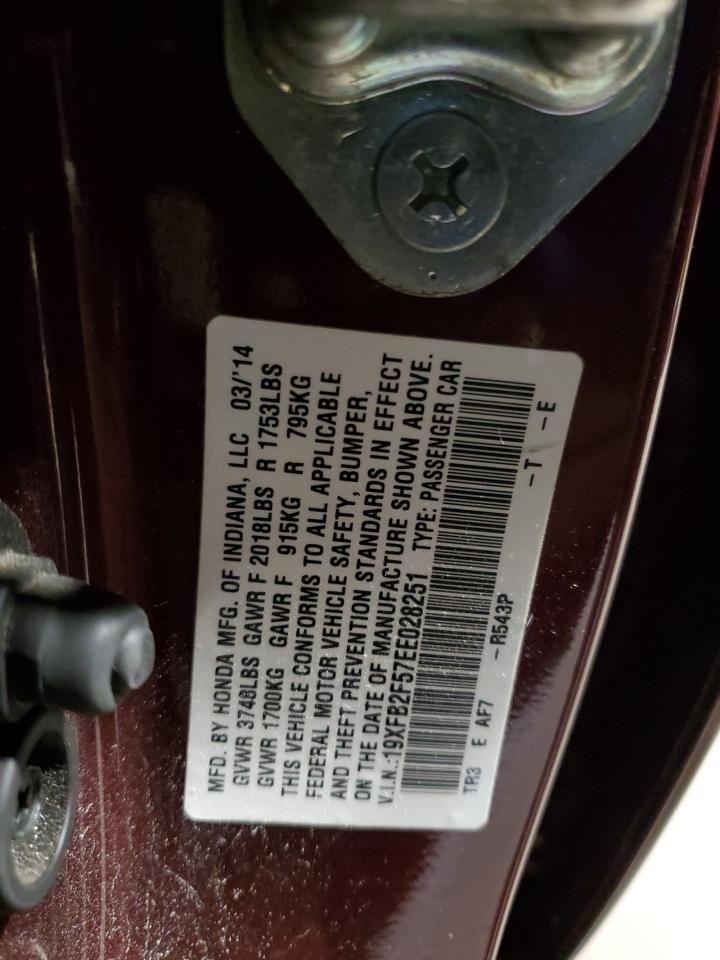 MFD. BY HONDA MFG. OF INDIANA, LLC 03/'14
GVWR 3748LBS GAWR F 2018LBS R 1753LBS
GVWR 1700KG GAWR F 915KG R 795KG
THIS VEHICLE CONFORMS TO ALL APPLICABLE
FEDERAL MOTOR VEHICLE SAFETY, BUMPER,
AND THEFT PREVENTION STANDARDS IN EFFECT
ON THE DATE OF MANUFACTURE SHOWN ABOVE.
V.I.N.:19XFB2F57EE028251 TYPE: PASSENGER CAR
TR3 E AF7 -R543P -T -E